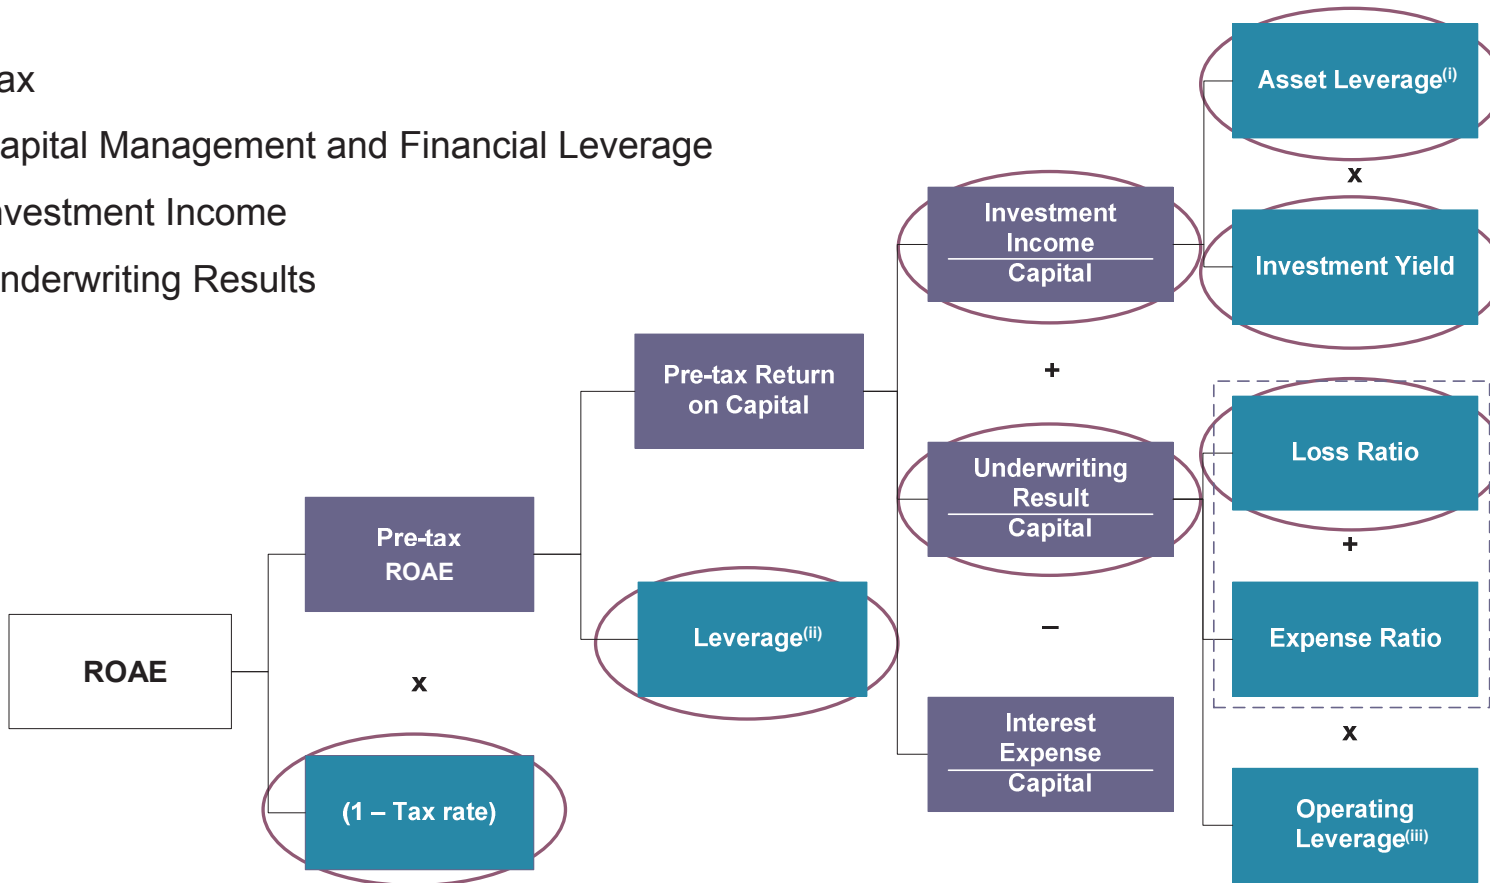 ax
apital Management and Financial Leverage
nvestment Income
nderwriting Results
Asset Leverage(i)
x
Investment Yield
Investment
Income
Capital
+
Pre-tax Return
on Capital
Loss Ratio
+
Expense Ratio
Underwriting
Result
Capital
–
Pre-tax
ROAE
Leverage(ii)
ROAE
x
(1 – Tax rate)
Interest
Expense
Capital
x
Operating
Leverage(iii)